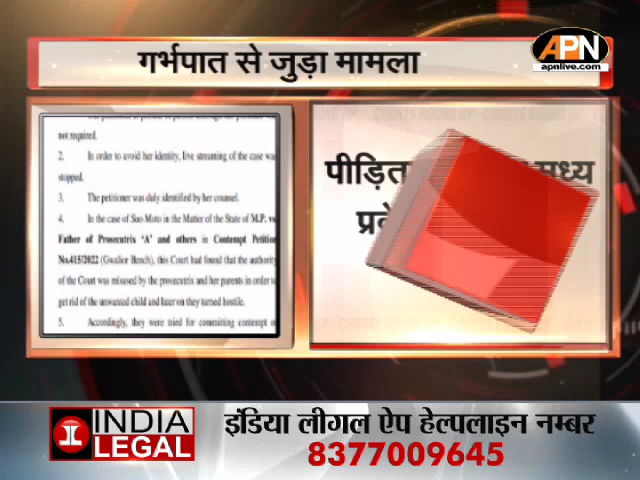 गर्भपात से जुड़ा मामला
APN
apnlive.com
not required.
2. In order to avoid her identity, live streaming of the case was
stopped.
3. The petitioner was duly identified by her counsel.
4. In the case of Suo Moto in the Matter of the State of M.P. vs.
Father of Prosecutrix 'A' and others in Contempt Petition
No.415/2022 (Gwalior Bench), this Court had found that the authority
of the Court was misused by the prosecutrix and her parents in order to
get rid of the unwanted child and later on they turned hostile.
5. Accordingly, they were tried for committing contempt of
मध्य
INDIA
LEGAL
इंडिया लीगल ऐप हेल्पलाइन नम्बर
8377009645